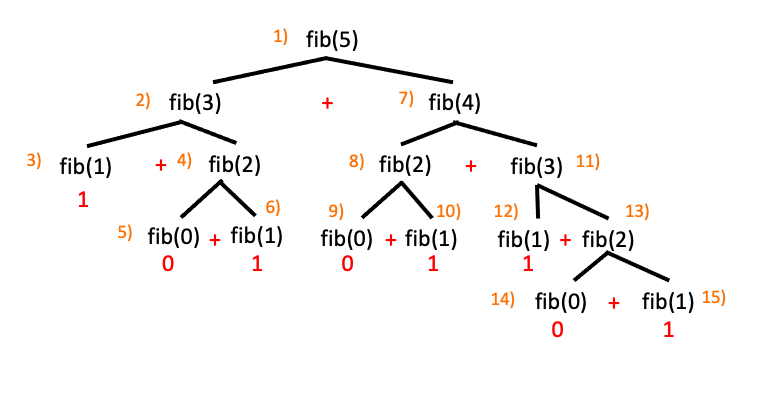 1) fib(5)
2) fib(3) + 7) fib(4)
3) fib(1) + 4) fib(2) 8) fib(2) + fib(3) 11)
1
6) 9) 10) 12) 13)
5) fib(0) + fib(1) fib(0) + fib(1) fib(1) + fib(2)
0 1 0 1 1
14) fib(0) + fib(1) 15)
0 1